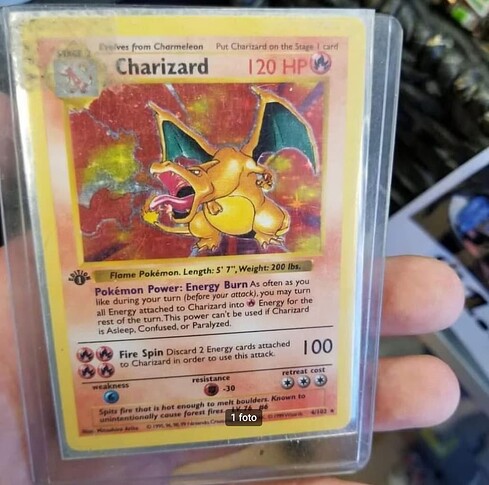 STAGE 2
Evolves from Charmeleon Put Charizard on the Stage 1 card
Charizard 120 HP
1
Flame Pokémon. Length: 5' 7", Weight: 200 lbs.
Pokémon Power: Energy Burn As often as you
like during your turn (before your attack), you may turn
all Energy attached to Charizard into Energy for the
rest of the turn. This power can't be used if Charizard
is Asleep, Confused, or Paralyzed.
Fire Spin Discard 2 Energy cards attached
to Charizard in order to use this attack. 100
weakness resistance retreat cost
-30
Spits fire that is hot enough to melt boulders. Known to
unintentionally cause forest fires. LV. 76 #6
1 foto
4/102